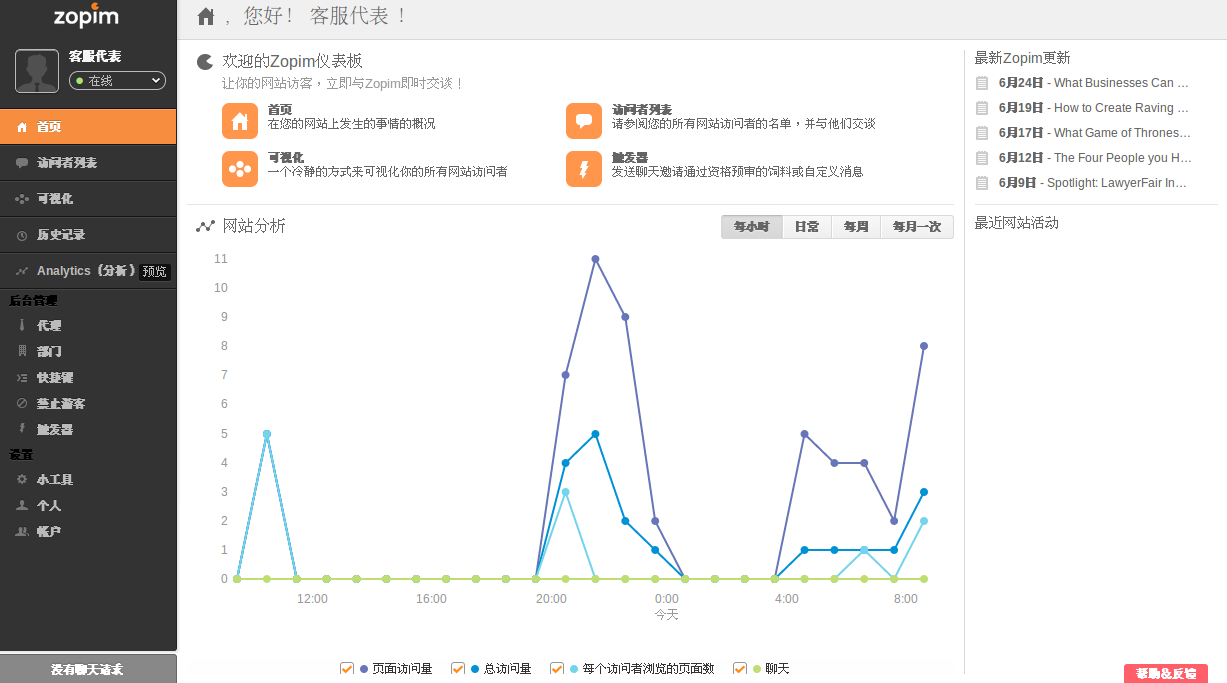 zopim
客服代表
在线
首页
访问者列表
可视化
历史记录
Analytics（分析） 预览
后台管理
代理
部门
快捷键
禁止游客
触发器
设置
小工具
个人
帐户
没有聊天请求
，您好！ 客服代表 ！
欢迎的Zopim仪表板
让你的网站访客，立即与Zopim即时交谈！
首页
在您的网站上发生的事情的概况
访问者列表
请参阅您的所有网站访问者的名单，并与他们交谈
可视化
一个冷静的方式来可视化你的所有网站访问者
触发器
发送聊天邀请通过资格预审的饲料或自定义消息
网站分析
每小时 日常 每周 每月一次
11
10
9
8
7
6
5
4
3
2
1
0
12:00 16:00 20:00 0:00 4:00 8:00
今天
页面访问量 总访问量 每个访问者浏览的页面数 聊天
最新Zopim更新
6月24日 - What Businesses Can ...
6月19日 - How to Create Raving ...
6月17日 - What Game of Thrones...
6月12日 - The Four People you H...
6月9日 - Spotlight: LawyerFair In...
最近网站活动
帮助&反馈